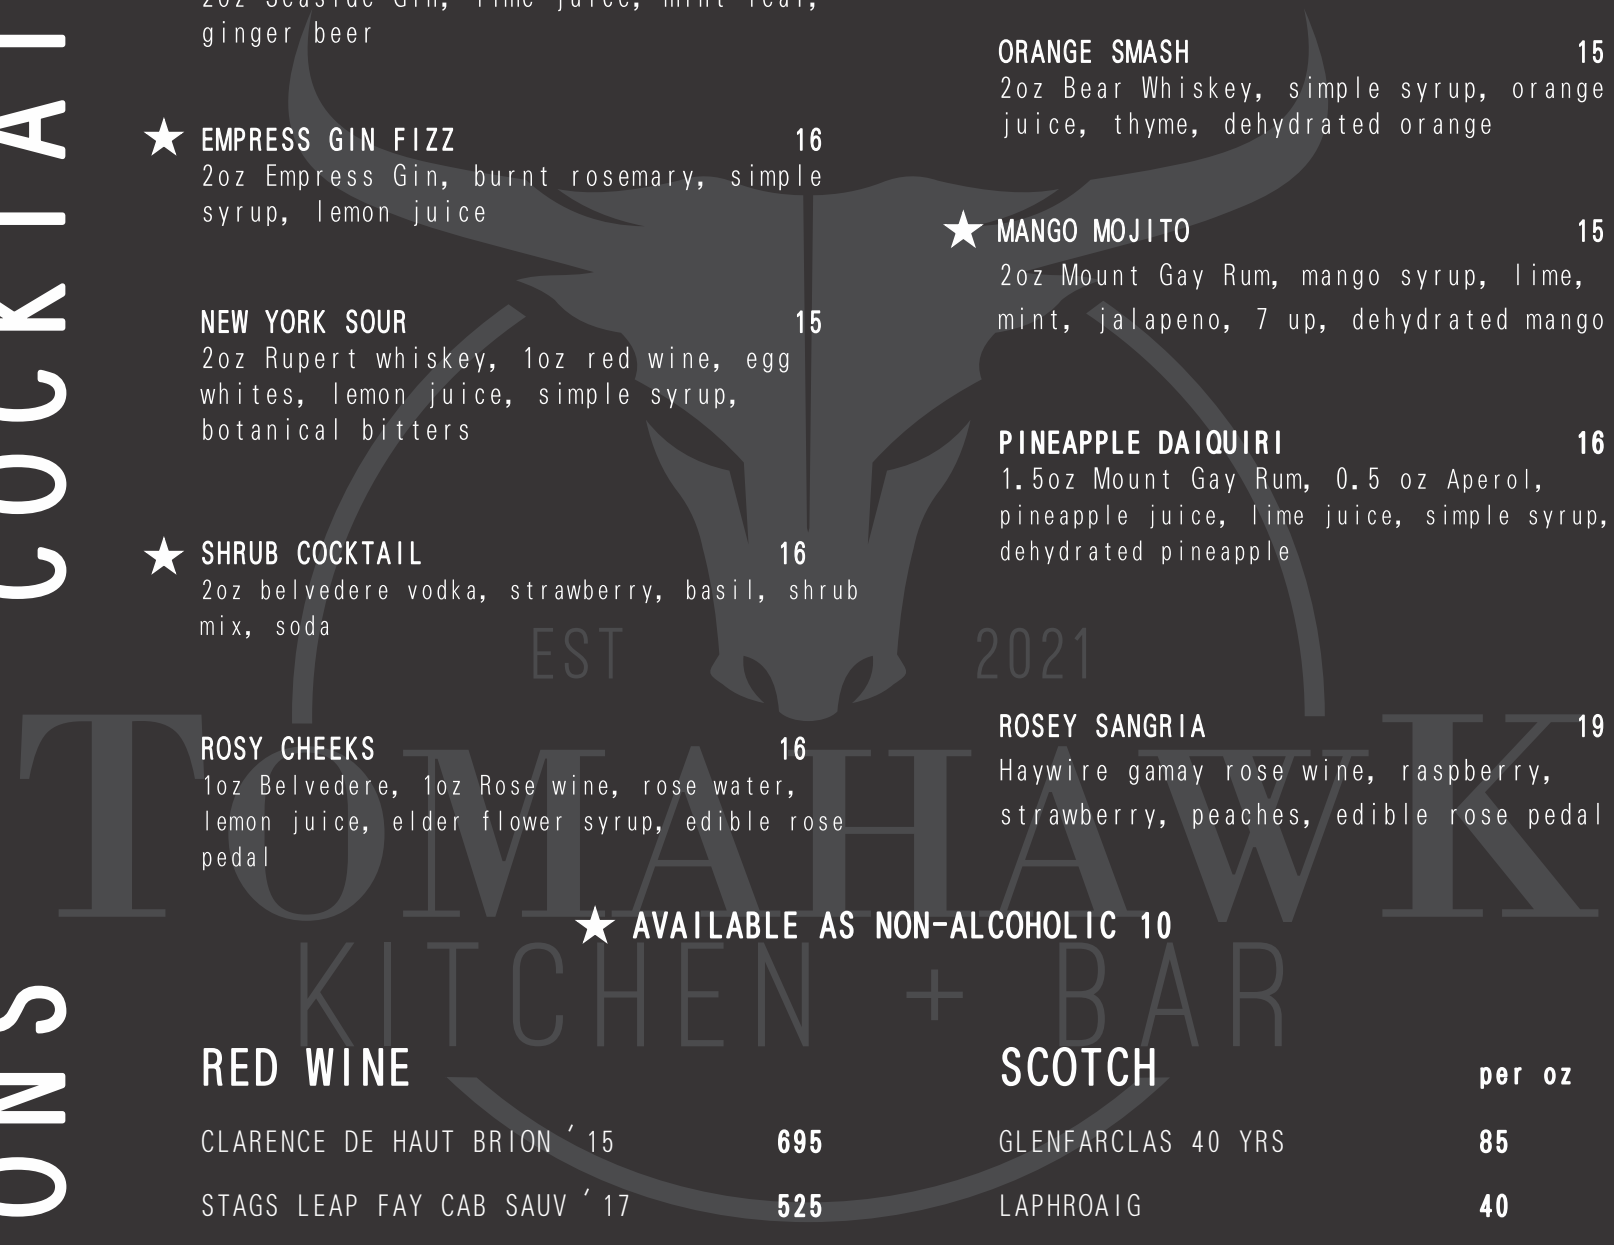 2oz Seaside Gin, lime juice, mint leaf,
ginger beer
EMPRESS GIN FIZZ 16
2oz Empress Gin, burnt rosemary, simple
syrup, lemon juice
NEW YORK SOUR 15
2oz Rupert whiskey, 1oz red wine, egg
whites, lemon juice, simple syrup,
botanical bitters
SHRUB COCKTAIL 16
2oz belvedere vodka, strawberry, basil, shrub
mix, soda
ROSY CHEEKS 16
1oz Belvedere, 1oz Rose wine, rose water,
lemon juice, elder flower syrup, edible rose
pedal
ORANGE SMASH 15
2oz Bear Whiskey, simple syrup, orange
juice, thyme, dehydrated orange
MANGO MOJITO 15
2oz Mount Gay Rum, mango syrup, lime,
mint, jalapeno, 7 up, dehydrated mango
PINEAPPLE DAIQUIRI 16
1.5oz Mount Gay Rum, 0.5 oz Aperol,
pineapple juice, lime juice, simple syrup,
dehydrated pineapple
ROSEY SANGRIA 19
Haywire gamay rose wine, raspberry,
strawberry, peaches, edible rose pedal
AVAILABLE AS NON-ALCOHOLIC 10
EST 2021
TOMAHAWK
KITCHEN + BAR
RED WINE
CLARENCE DE HAUT BRION ´15 695
STAGS LEAP FAY CAB SAUV ´17 525
SCOTCH per oz
GLENFARCLAS 40 YRS 85
LAPHROAIG 40